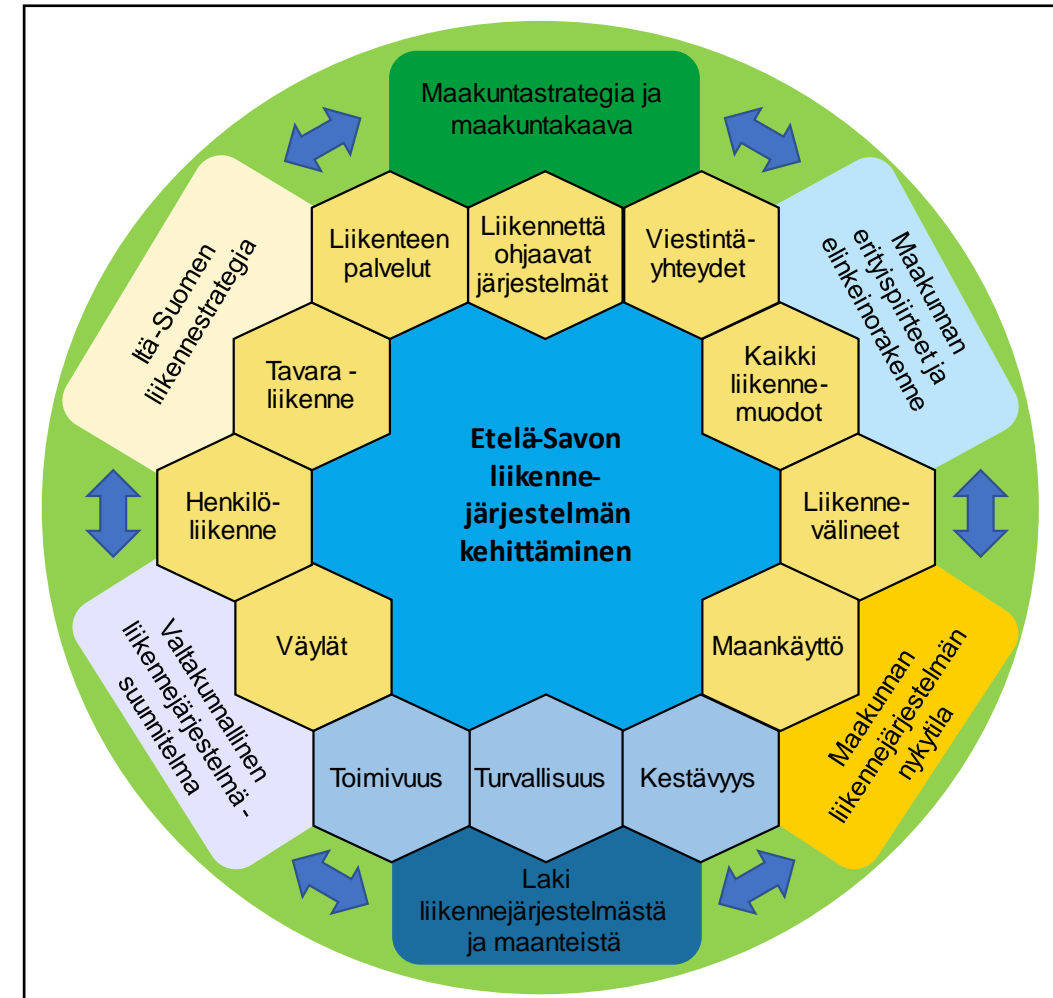 Maakuntastrategia ja
maakuntakaava
Itä-Suomen
liikennestrategia
Maakunnan
erityispiirteet ja
elinkeinorakenne
Liikenteen
palvelut
Liikennettä
ohjaavat
järjestelmät
Viestintä-
yhteydet
Tavara -
liikenne
Kaikki
liikenne-
muodot
Etelä-Savon
liikenne-
järjestelmän
kehittäminen
Henkilö-
liikenne
Liikenne-
välineet
Väylät
Maankäyttö
Valtakunnallinen
liikennejärjestelmä -
suunnitelma
Maakunnan
liikennejärjestelmän
nykytila
Toimivuus
Turvallisuus
Kestävyys
Laki
liikennejärjestelmästä
ja maanteistä